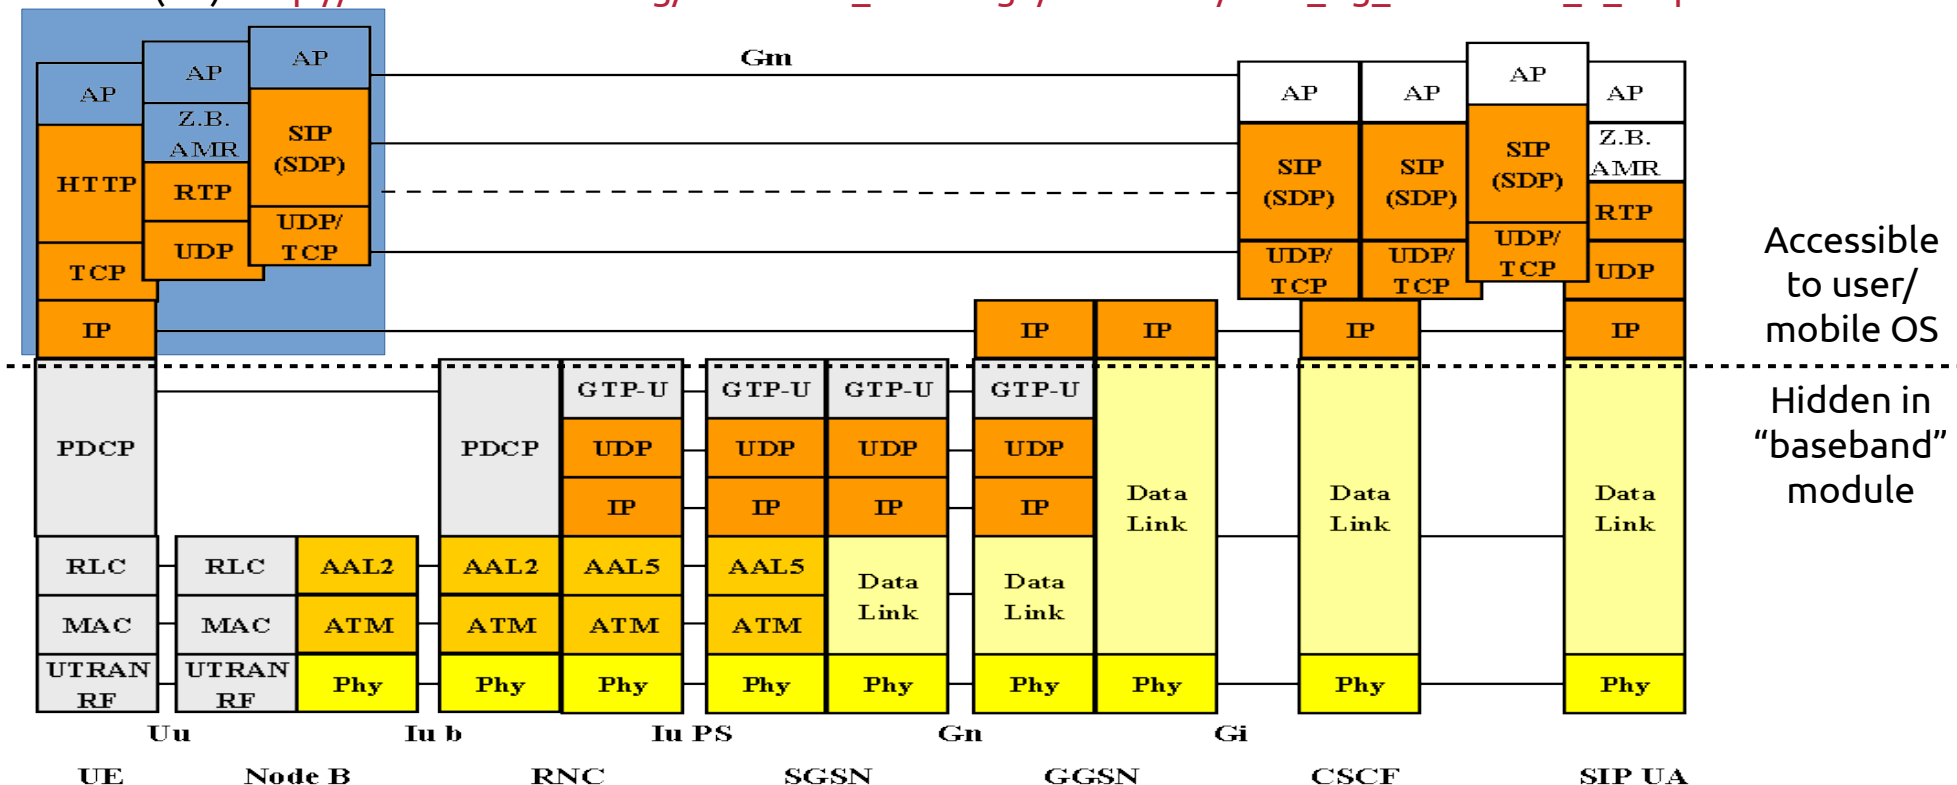 Gm
AP
AP
AP
HTTP
TCP
IP
Z.B.
AMR
RTP
UDP
SIP
(SDP)
UDP/
TCP
AP
SIP
(SDP)
UDP/
TCP
AP
SIP
(SDP)
UDP/
TCP
AP
SIP
(SDP)
UDP/
TCP
AP
Z.B.
AMR
RTP
UDP
IP
IP
IP
IP
Accessible
to user/
mobile OS
Hidden in
“baseband”
module
PDCP
RLC
MAC
UTRAN
RF
RLC
MAC
UTRAN
RF
AAL2
ATM
Phy
PDCP
AAL2
ATM
Phy
GTP-U
UDP
IP
AAL5
ATM
Phy
GTP-U
UDP
IP
AAL5
ATM
Phy
GTP-U
UDP
IP
Data
Link
Phy
GTP-U
UDP
IP
Data
Link
Phy
Data
Link
Phy
Data
Link
Phy
Data
Link
Phy
Uu Iu b Iu PS Gn Gi
UE Node B RNC SGSN GGSN CSCF SIP UA